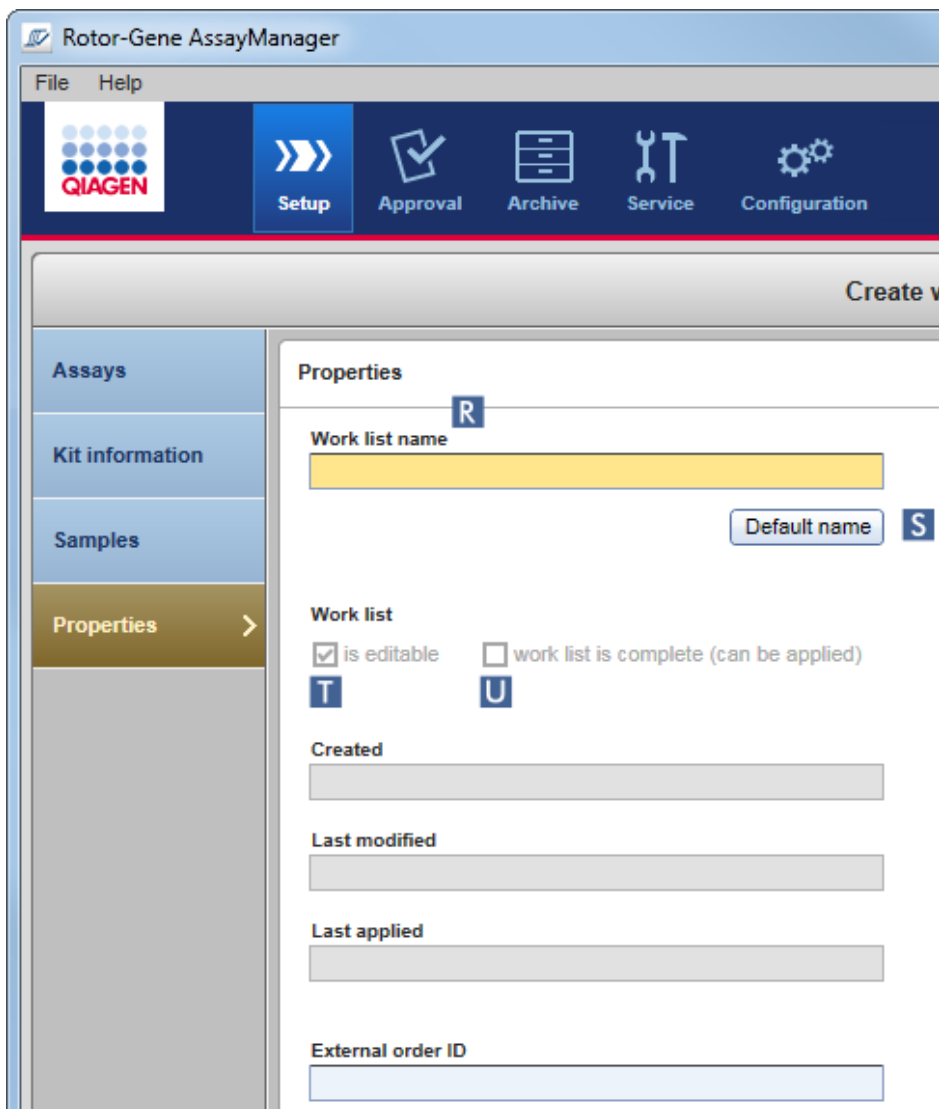 Rotor-Gene AssayManager
File Help
QIAGEN
Setup Approval Archive Service Configuration
Create
Assays
Properties
R
Work list name
Kit information
Default name S
Samples
Work list
Properties
is editable work list is complete (can be applied)
T U
Created
Last modified
Last applied
External order ID